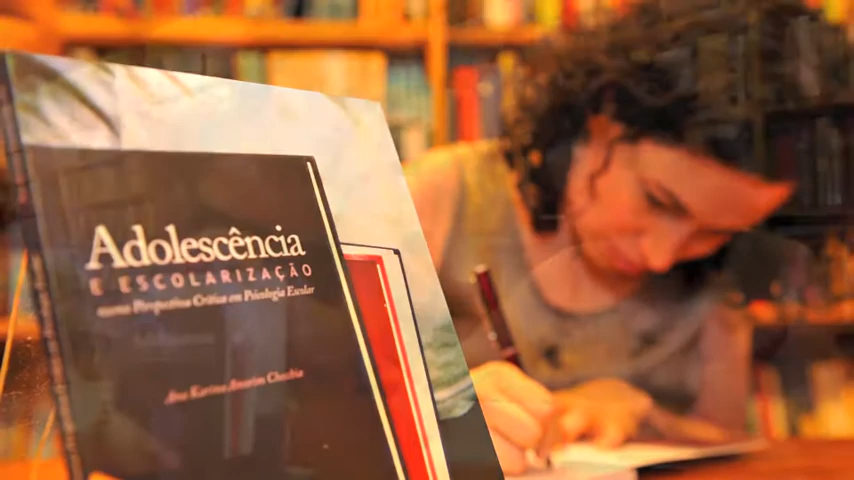 Adolescência
E ESCOLARIZAÇÃO
numa Perspectiva Crítica em Psicologia Escolar
Ana Karina Amorim Checchia